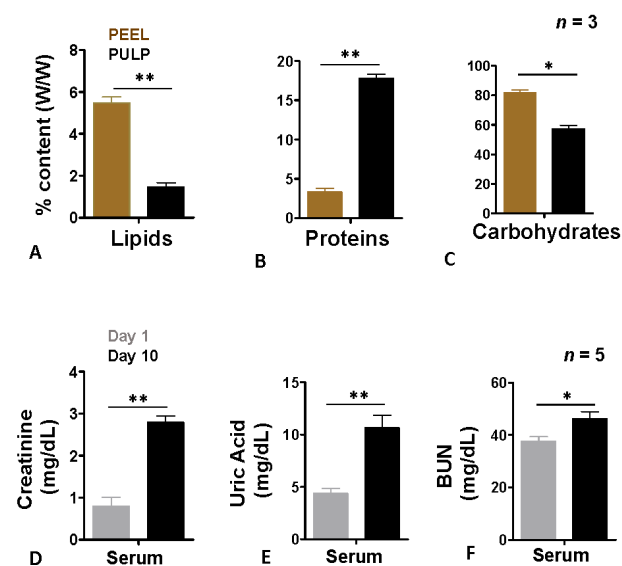 n = 3
PEEL
PULP
% content (W/W)
8
6
4
2
0
**
Lipids
A
20
15
10
5
0
**
Proteins
B
100
80
60
40
20
0
*
Carbohydrates
C
n = 5
Day 1
Day 10
Creatinine
(mg/dL)
4
3
2
1
0
**
Serum
D
Uric Acid
(mg/dL)
15
10
5
0
**
Serum
E
BUN
(mg/dL)
60
40
20
0
*
Serum
F